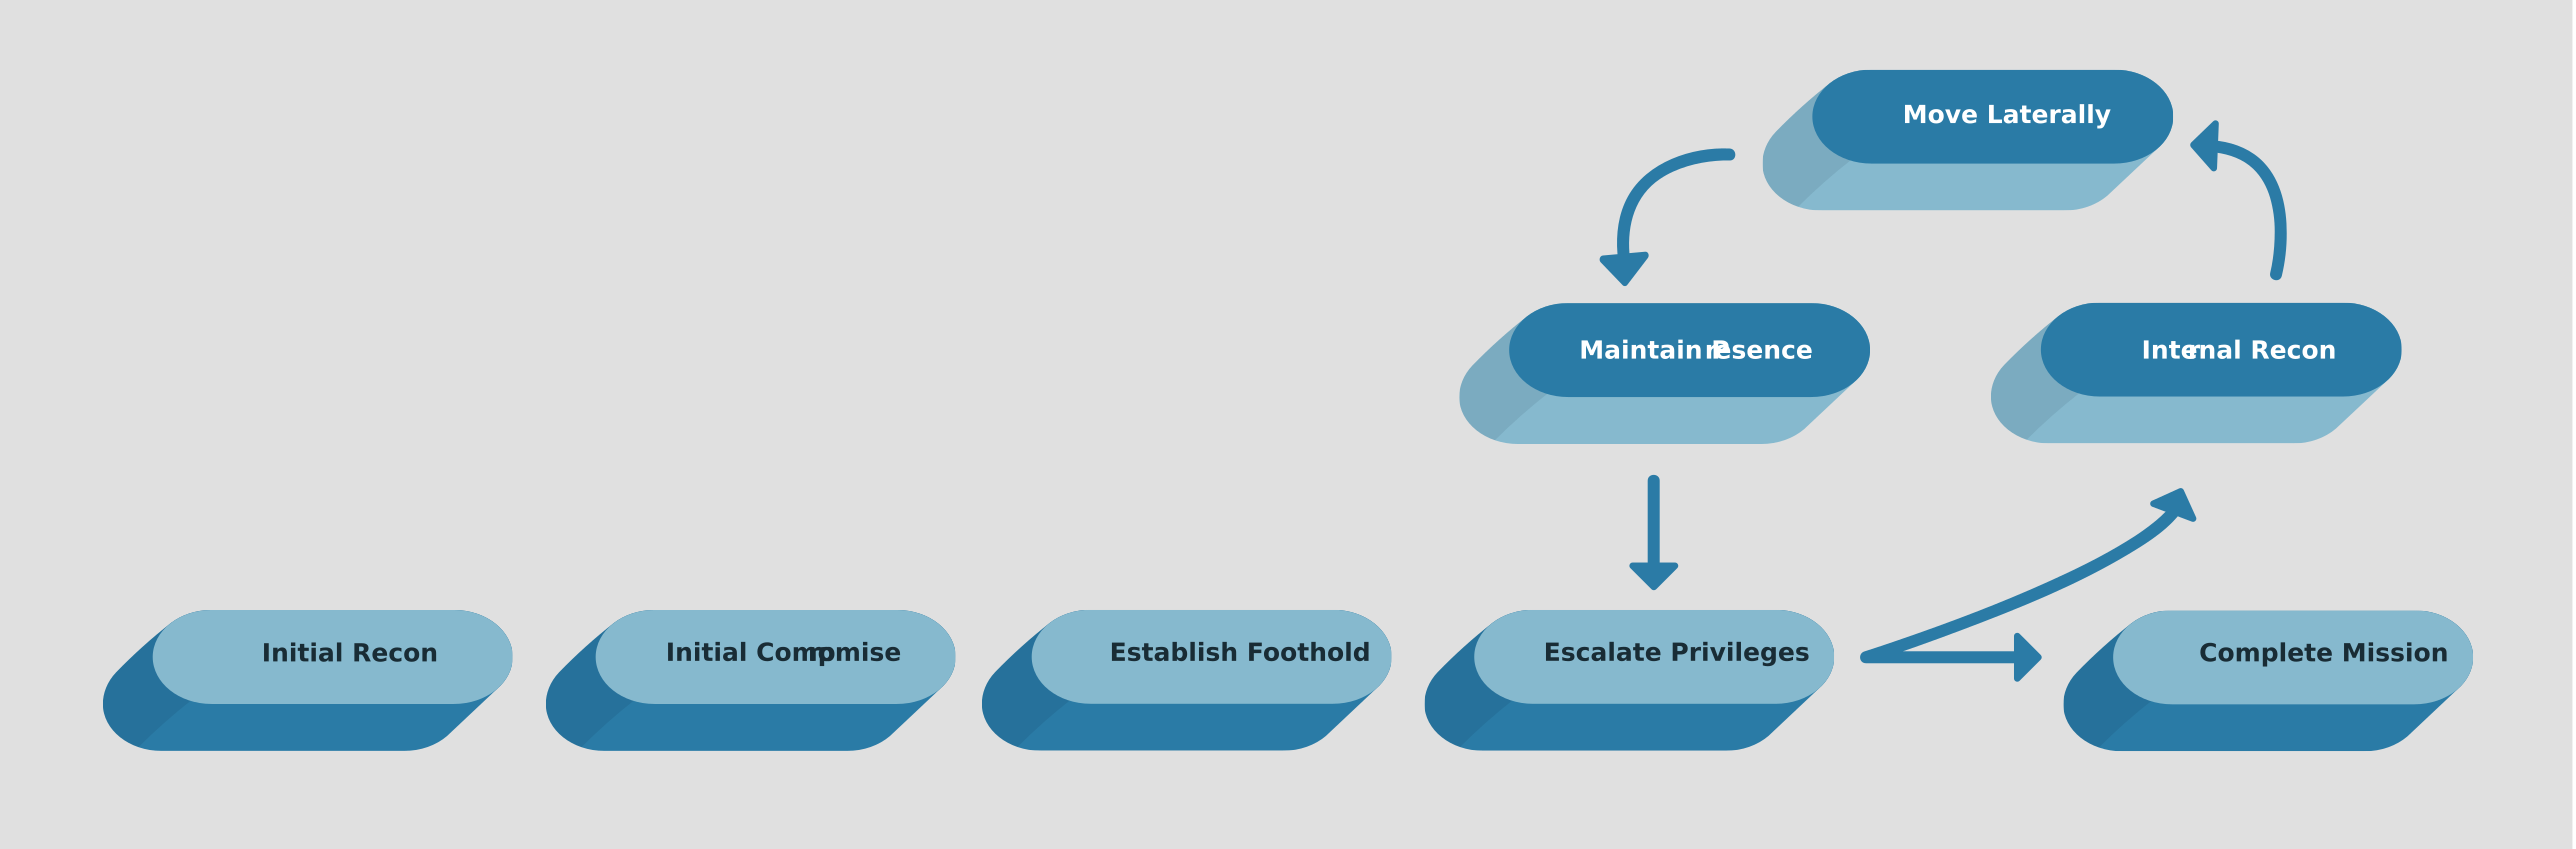 Move Laterally
Maintain Presence
Internal Recon
Initial Recon
Initial Compromise
Establish Foothold
Escalate Privileges
Complete Mission